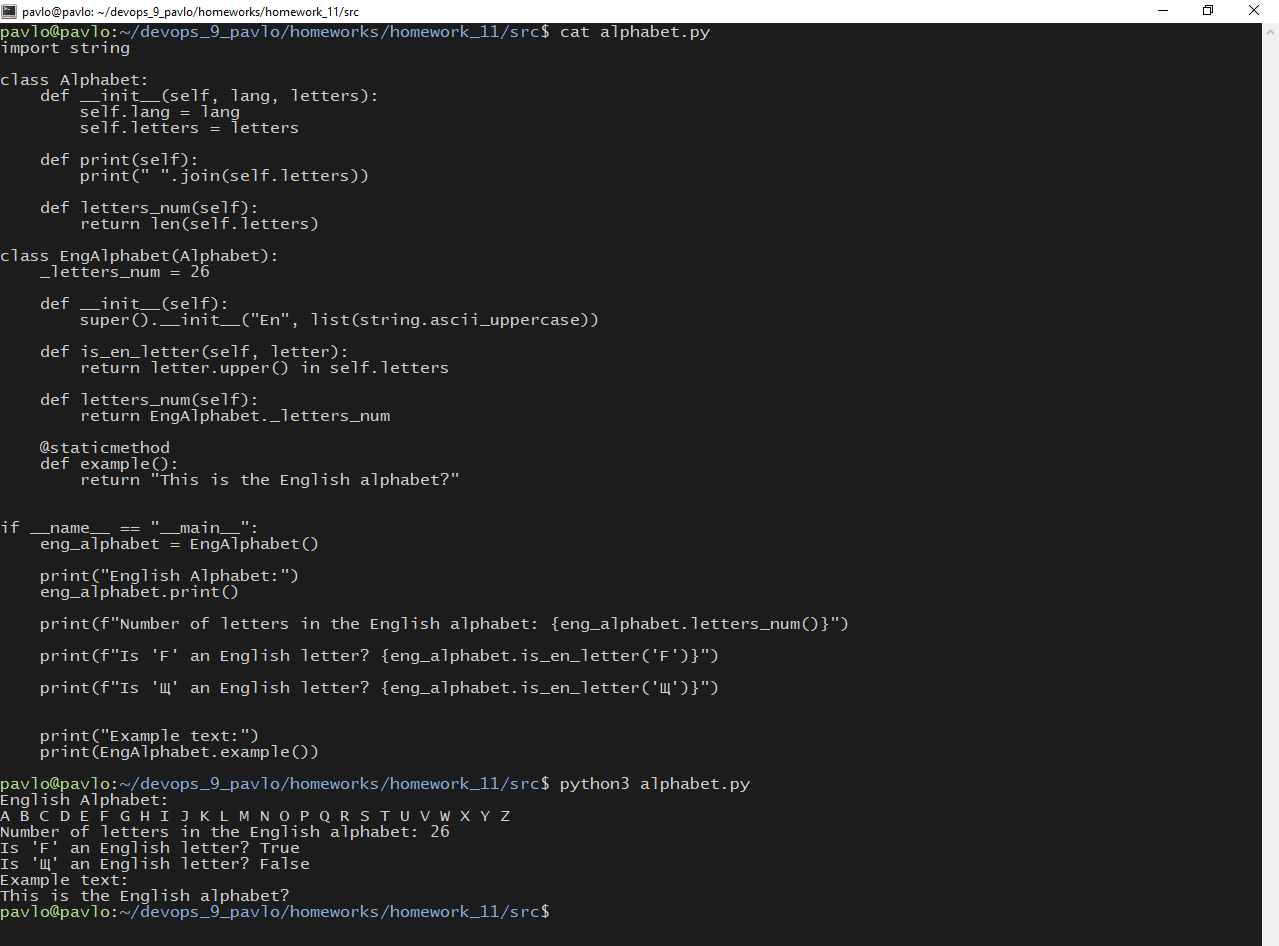 pavlo@pavlo: ~/devops_9_pavlo/homeworks/homework_11/src
pavlo@pavlo:~/devops_9_pavlo/homeworks/homework_11/src$ cat alphabet.py
import string

class Alphabet:
    def __init__(self, lang, letters):
        self.lang = lang
        self.letters = letters

    def print(self):
        print(" ".join(self.letters))

    def letters_num(self):
        return len(self.letters)

class EngAlphabet(Alphabet):
    _letters_num = 26

    def __init__(self):
        super().__init__("En", list(string.ascii_uppercase))

    def is_en_letter(self, letter):
        return letter.upper() in self.letters

    def letters_num(self):
        return EngAlphabet._letters_num

    @staticmethod
    def example():
        return "This is the English alphabet?"


if __name__ == "__main__":
    eng_alphabet = EngAlphabet()

    print("English Alphabet:")
    eng_alphabet.print()

    print(f"Number of letters in the English alphabet: {eng_alphabet.letters_num()}")

    print(f"Is 'F' an English letter? {eng_alphabet.is_en_letter('F')}")

    print(f"Is 'Щ' an English letter? {eng_alphabet.is_en_letter('Щ')}")


    print("Example text:")
    print(EngAlphabet.example())

pavlo@pavlo:~/devops_9_pavlo/homeworks/homework_11/src$ python3 alphabet.py
English Alphabet:
A B C D E F G H I J K L M N O P Q R S T U V W X Y Z
Number of letters in the English alphabet: 26
Is 'F' an English letter? True
Is 'Щ' an English letter? False
Example text:
This is the English alphabet?
pavlo@pavlo:~/devops_9_pavlo/homeworks/homework_11/src$